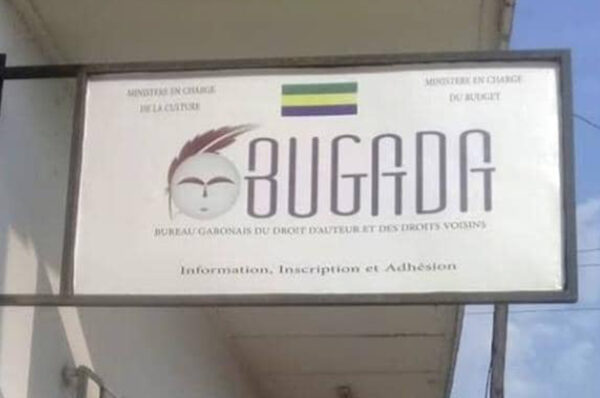 MINISTERE EN CHARGE
DE LA CULTURE
MINISTERE EN CHARGE
DU BUDGET
BUGADA
BUREAU GABONAIS DU DROIT D'AUTEUR ET DES DROITS VOISINS
Information, Inscription et Adhésion